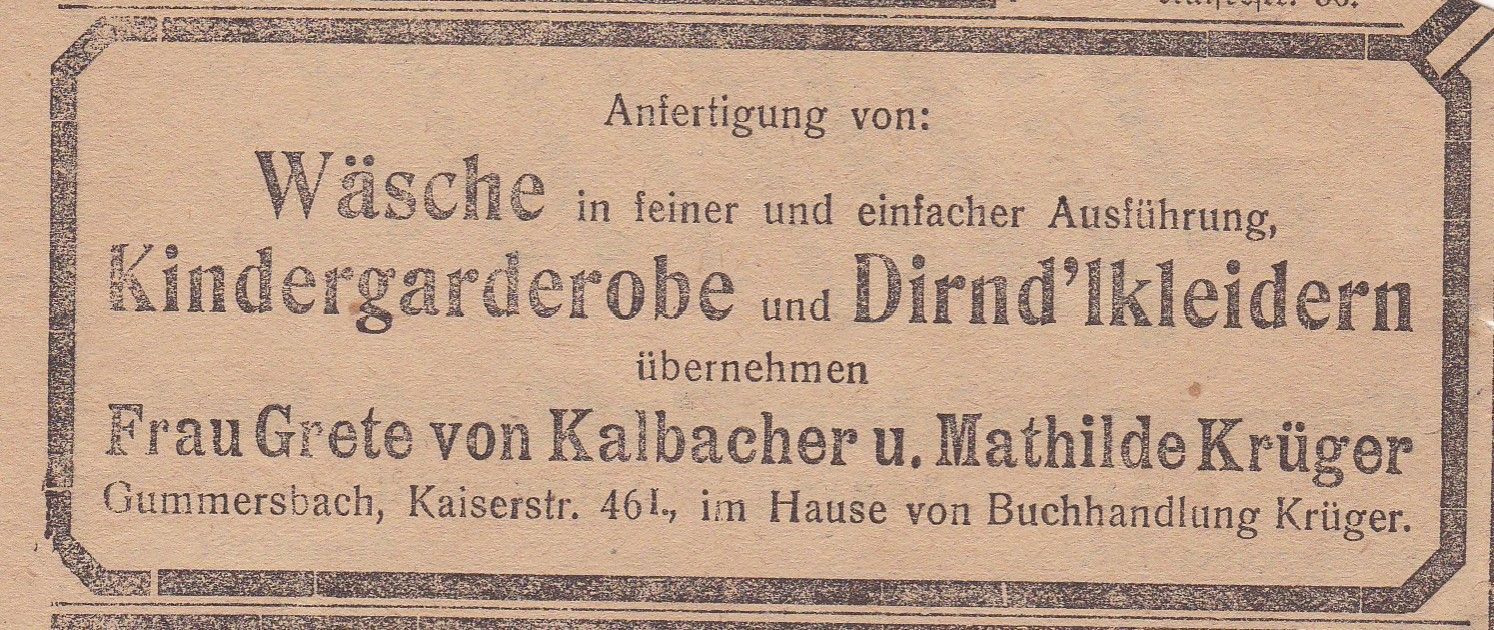 Anfertigung von:
Wäsche in feiner und einfacher Ausführung,
Kindergarderobe und Dirnd'lkleidern
übernehmen
Frau Grete von Kalbacher u. Mathilde Krüger
Gummersbach, Kaiserstr. 46 I., im Hause von Buchhandlung Krüger.